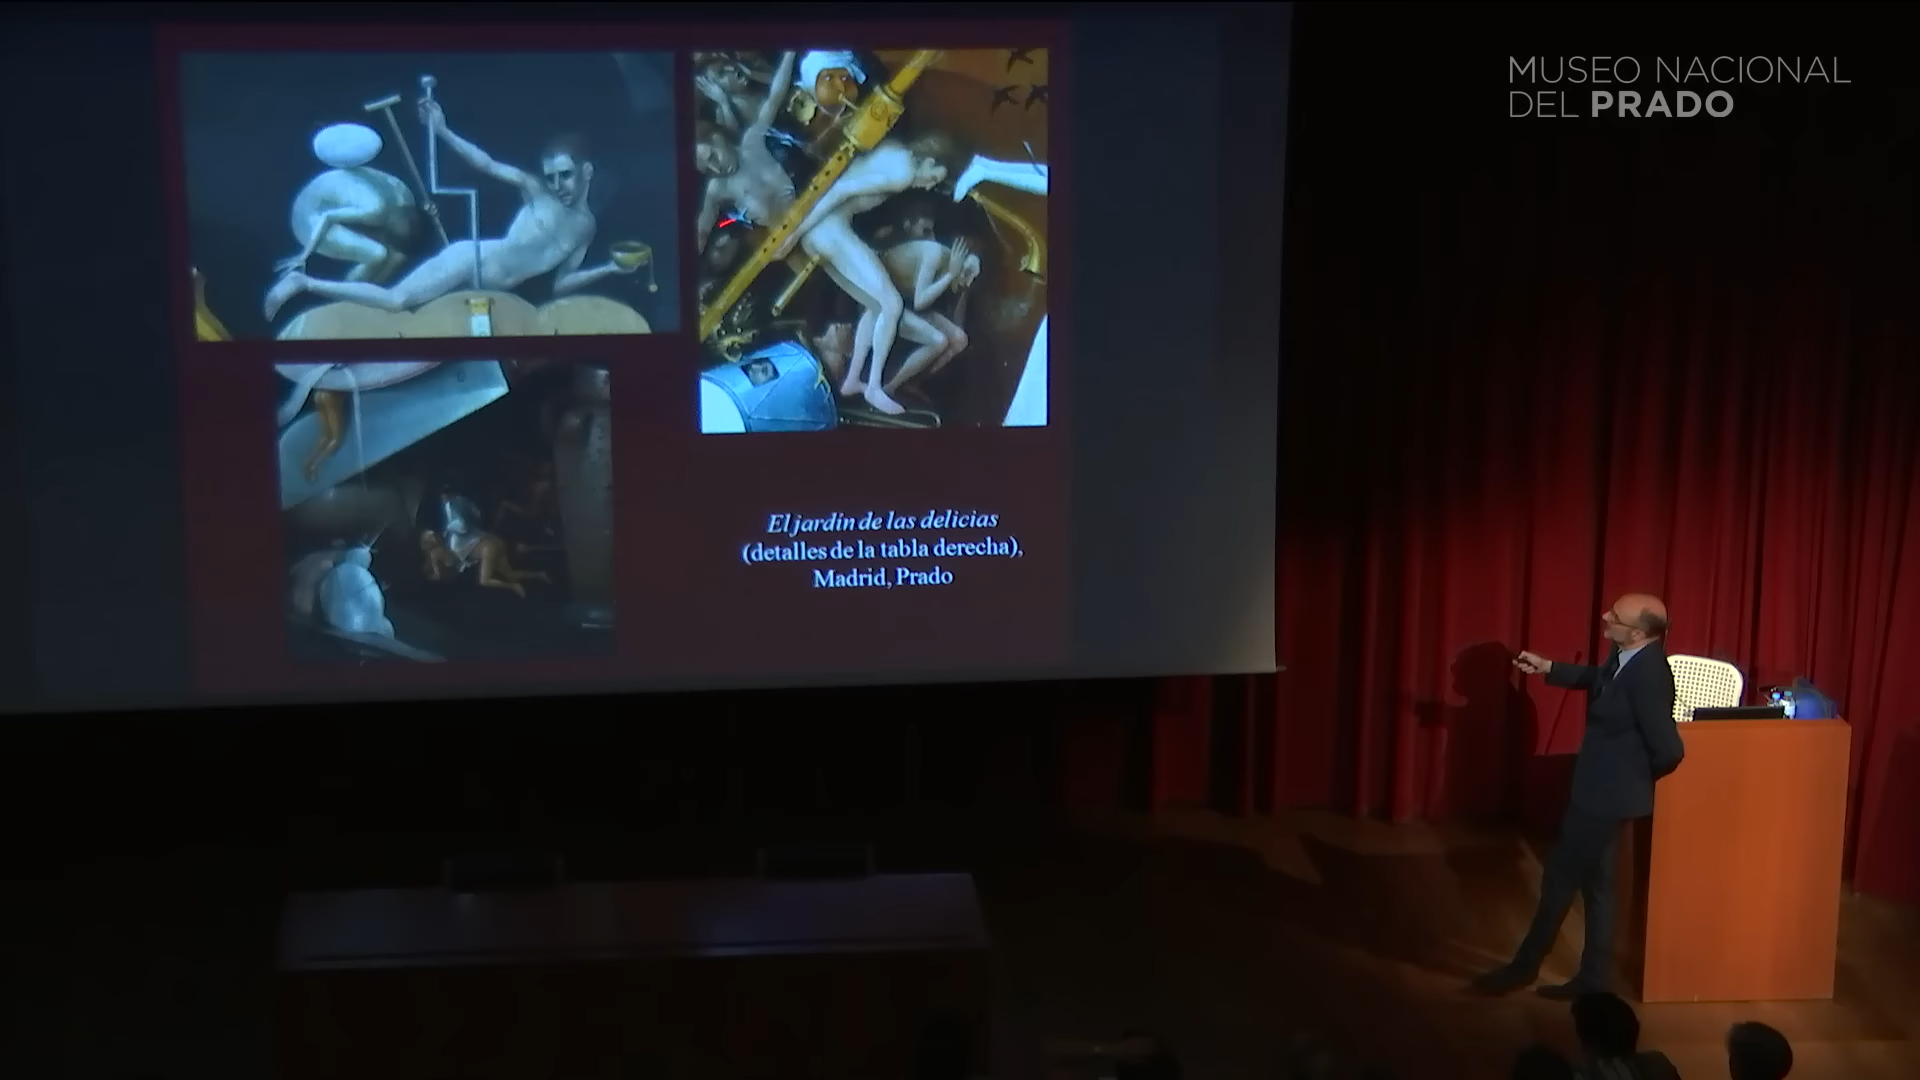 MUSEO NACIONAL
DEL PRADO
El jardín de las delicias
(detalles de la tabla derecha),
Madrid, Prado